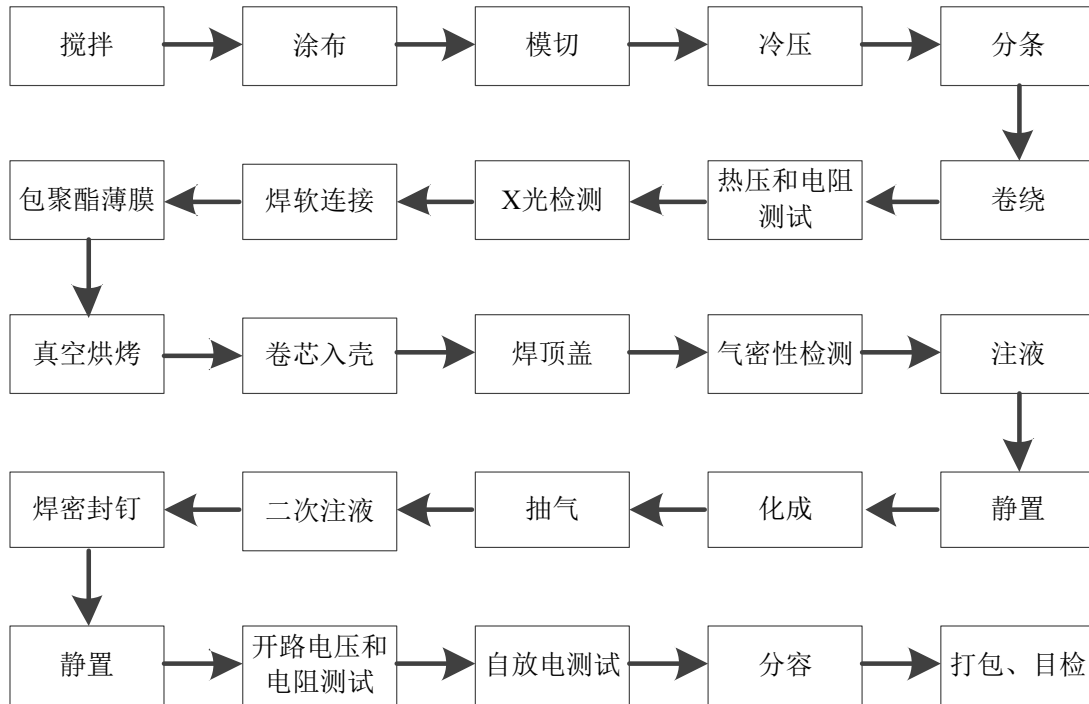 搅拌
涂布
模切
冷压
分条
包聚酯薄膜
焊软连接
X光检测
热压和电阻
测试
卷绕
真空烘烤
卷芯入壳
焊顶盖
气密性检测
注液
焊密封钉
二次注液
抽气
化成
静置
静置
开路电压和
电阻测试
自放电测试
分容
打包、目检